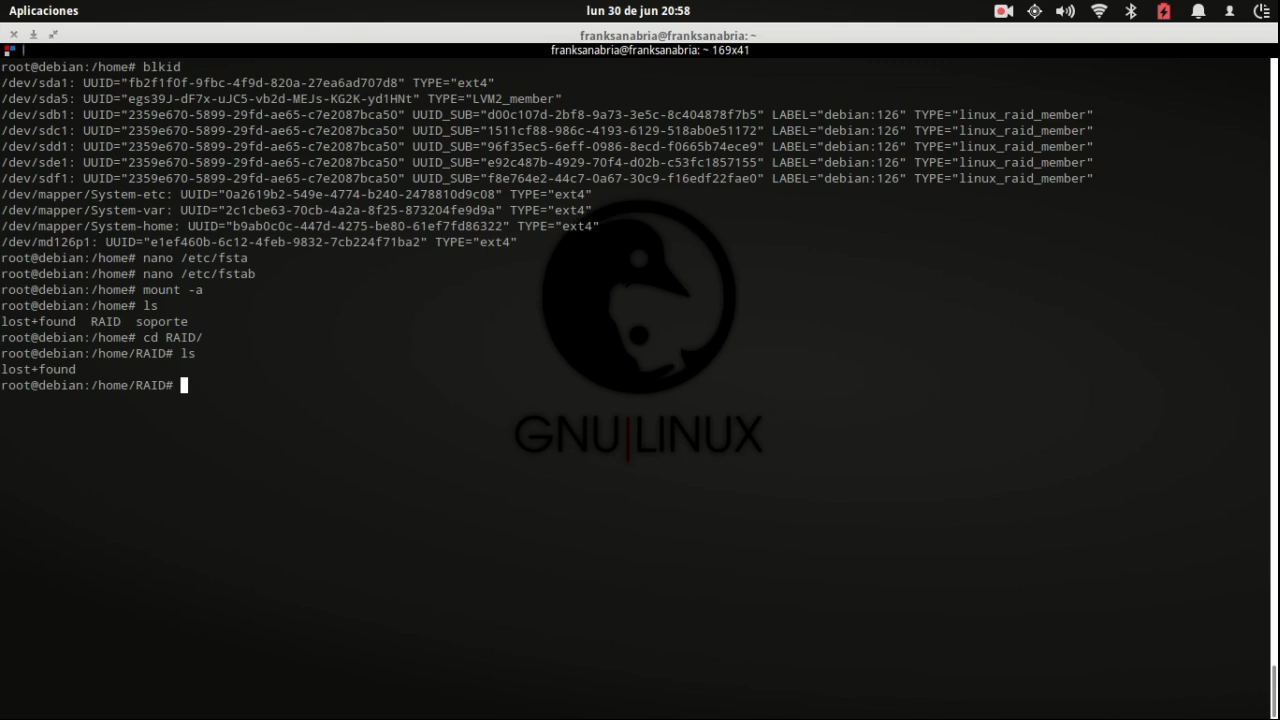 Aplicaciones
lun 30 de jun 20:58
franksanabria@franksanabria: ~
franksanabria@franksanabria: ~ 169x41
root@debian:/home# blkid
/dev/sda1: UUID="fb2f1f0f-9fbc-4f9d-820a-27ea6ad707d8" TYPE="ext4"
/dev/sda5: UUID="egs39J-dF7x-uJC5-vb2d-MEJs-KG2K-yd1HNt" TYPE="LVM2_member"
/dev/sdb1: UUID="2359e670-5899-29fd-ae65-c7e2087bca50" UUID_SUB="d00c107d-2bf8-9a73-3e5c-8c404878f7b5" LABEL="debian:126" TYPE="linux_raid_member"
/dev/sdc1: UUID="2359e670-5899-29fd-ae65-c7e2087bca50" UUID_SUB="1511cf88-986c-4193-6129-518ab0e51172" LABEL="debian:126" TYPE="linux_raid_member"
/dev/sdd1: UUID="2359e670-5899-29fd-ae65-c7e2087bca50" UUID_SUB="96f35ec5-6eff-0986-8ecd-f0665b74ece9" LABEL="debian:126" TYPE="linux_raid_member"
/dev/sde1: UUID="2359e670-5899-29fd-ae65-c7e2087bca50" UUID_SUB="e92c487b-4929-70f4-d02b-c53fc1857155" LABEL="debian:126" TYPE="linux_raid_member"
/dev/sdf1: UUID="2359e670-5899-29fd-ae65-c7e2087bca50" UUID_SUB="f8e764e2-44c7-0a67-30c9-f16edf22fae0" LABEL="debian:126" TYPE="linux_raid_member"
/dev/mapper/System-etc: UUID="0a2619b2-549e-4774-b240-2478810d9c08" TYPE="ext4"
/dev/mapper/System-var: UUID="2c1cbe63-70cb-4a2a-8f25-873204fe9d9a" TYPE="ext4"
/dev/mapper/System-home: UUID="b9ab0c0c-447d-4275-be80-61ef7fd86322" TYPE="ext4"
/dev/md126p1: UUID="e1ef460b-6c12-4feb-9832-7cb224f71ba2" TYPE="ext4"
root@debian:/home# nano /etc/fsta
root@debian:/home# nano /etc/fstab
root@debian:/home# mount -a
root@debian:/home# ls
lost+found  RAID  soporte
root@debian:/home# cd RAID/
root@debian:/home/RAID# ls
lost+found
root@debian:/home/RAID#
GNU|LINUX